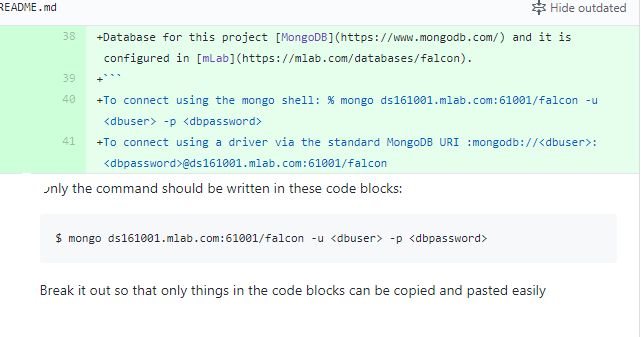 README.md
Hide outdated
38 +Database for this project [MongoDB](https://www.mongodb.com/) and it is
configured in [mLab](https://mlab.com/databases/falcon).
39 +```
40 +To connect using the mongo shell: % mongo ds161001.mlab.com:61001/falcon -u
<dbuser> -p <dbpassword>
41 +To connect using a driver via the standard MongoDB URI :mongodb://<dbuser>:
<dbpassword>@ds161001.mlab.com:61001/falcon
Only the command should be written in these code blocks:
$ mongo ds161001.mlab.com:61001/falcon -u <dbuser> -p <dbpassword>
Break it out so that only things in the code blocks can be copied and pasted easily